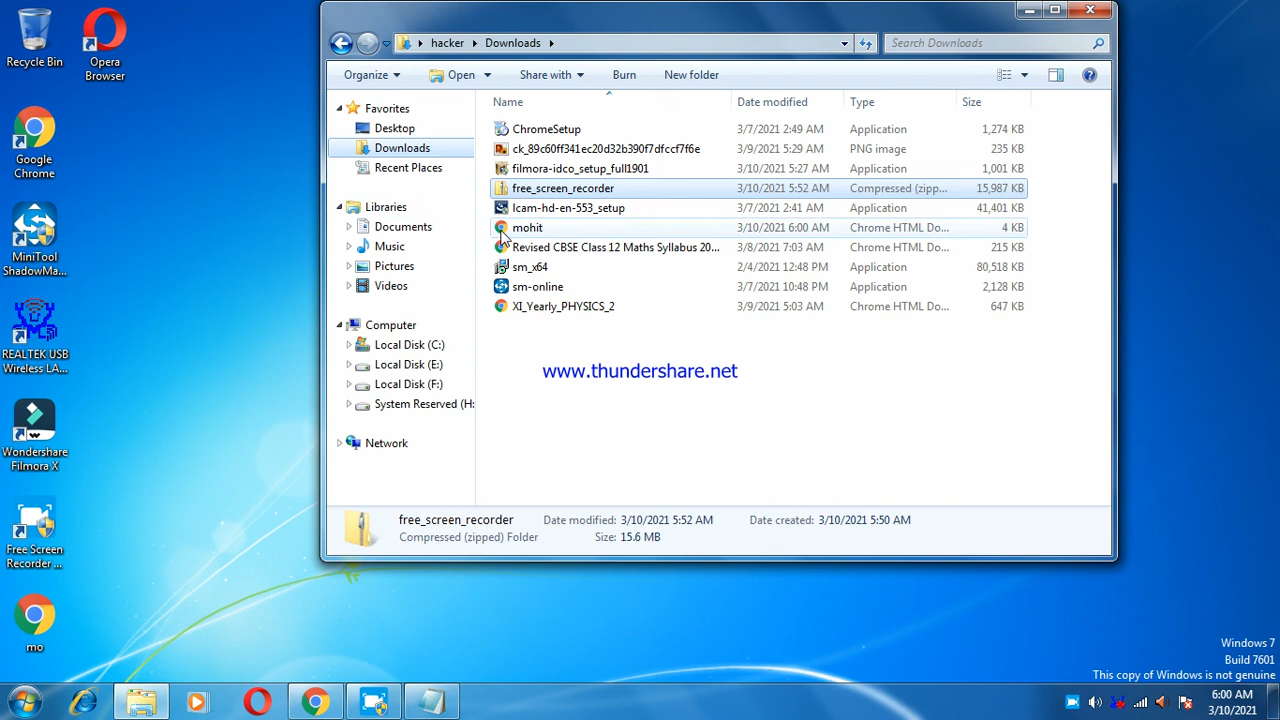 Recycle Bin
Opera
Browser
Google
Chrome
MiniTool
ShadowMa...
REALTEK USB
Wireless LA...
Wondershare
Filmora X
Free Screen
Recorder ...
mo
hacker
Downloads
Search Downloads
Organize
Open
Share with
Burn
New folder
Favorites
Desktop
Downloads
Recent Places
Libraries
Documents
Music
Pictures
Videos
Computer
Local Disk (C:)
Local Disk (E:)
Local Disk (F:)
System Reserved (H:
Network
Name Date modified Type Size
ChromeSetup 3/7/2021 2:49 AM Application 1,274 KB
ck_89c60ff341ec20d32b390f7dfccf7f6e 3/9/2021 5:29 AM PNG image 235 KB
filmora-idco_setup_full1901 3/10/2021 5:27 AM Application 1,001 KB
free_screen_recorder 3/10/2021 5:52 AM Compressed (zipp... 15,987 KB
Icam-hd-en-553_setup 3/7/2021 2:41 AM Application 41,401 KB
mohit 3/10/2021 6:00 AM Chrome HTML Do... 4 KB
Revised CBSE Class 12 Maths Syllabus 20... 3/8/2021 7:03 AM Chrome HTML Do... 215 KB
sm_x64 2/4/2021 12:48 PM Application 80,518 KB
sm-online 3/7/2021 10:48 PM Application 2,128 KB
XI_Yearly_PHYSICS_2 3/9/2021 5:03 AM Chrome HTML Do... 647 KB
www.thundershare.net
free_screen_recorder Date modified: 3/10/2021 5:52 AM Date created: 3/10/2021 5:50 AM
Compressed (zipped) Folder Size: 15.6 MB
Windows 7
Build 7601
This copy of Windows is not genuine
6:00 AM
3/10/2021